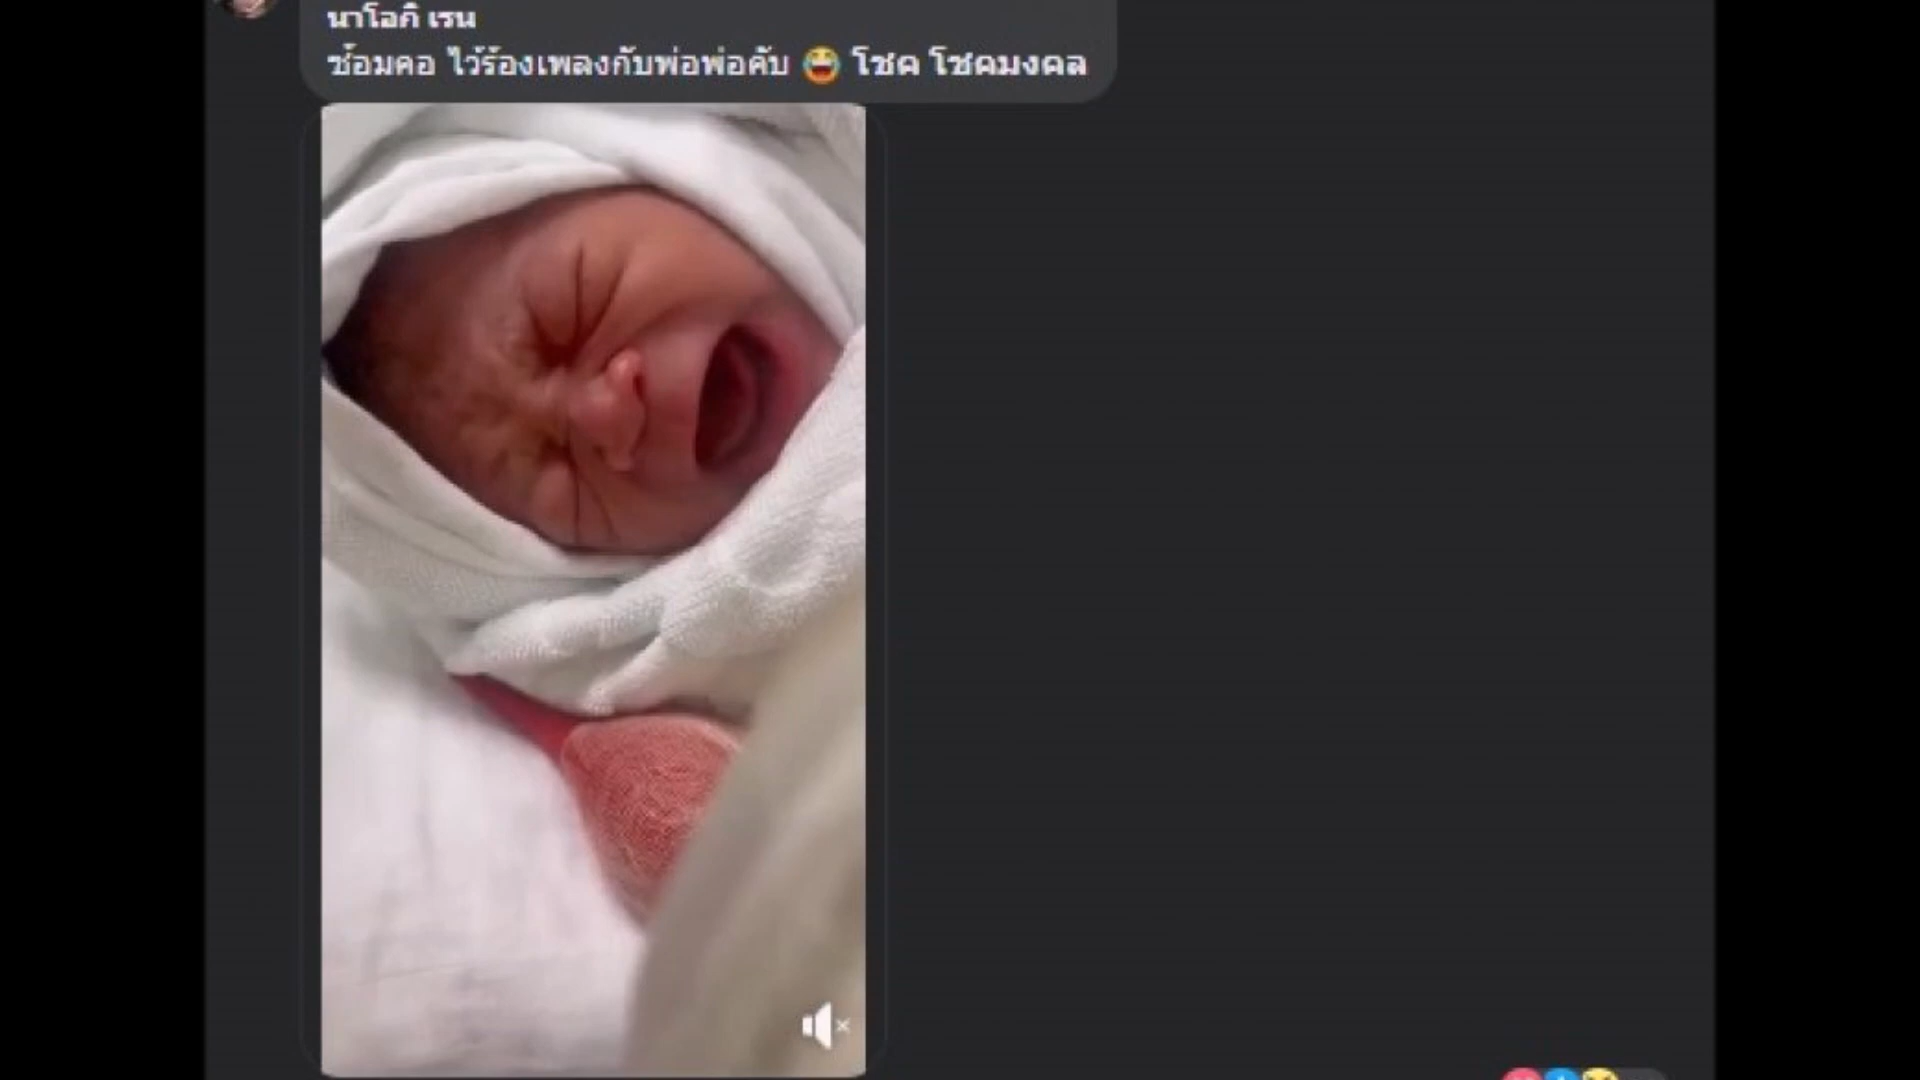 นาโอกิ เรน
ซ้อมคอ ไว้ร้องเพลงกับพ่อพ่อคับ 😆 โชค โชคมงคล